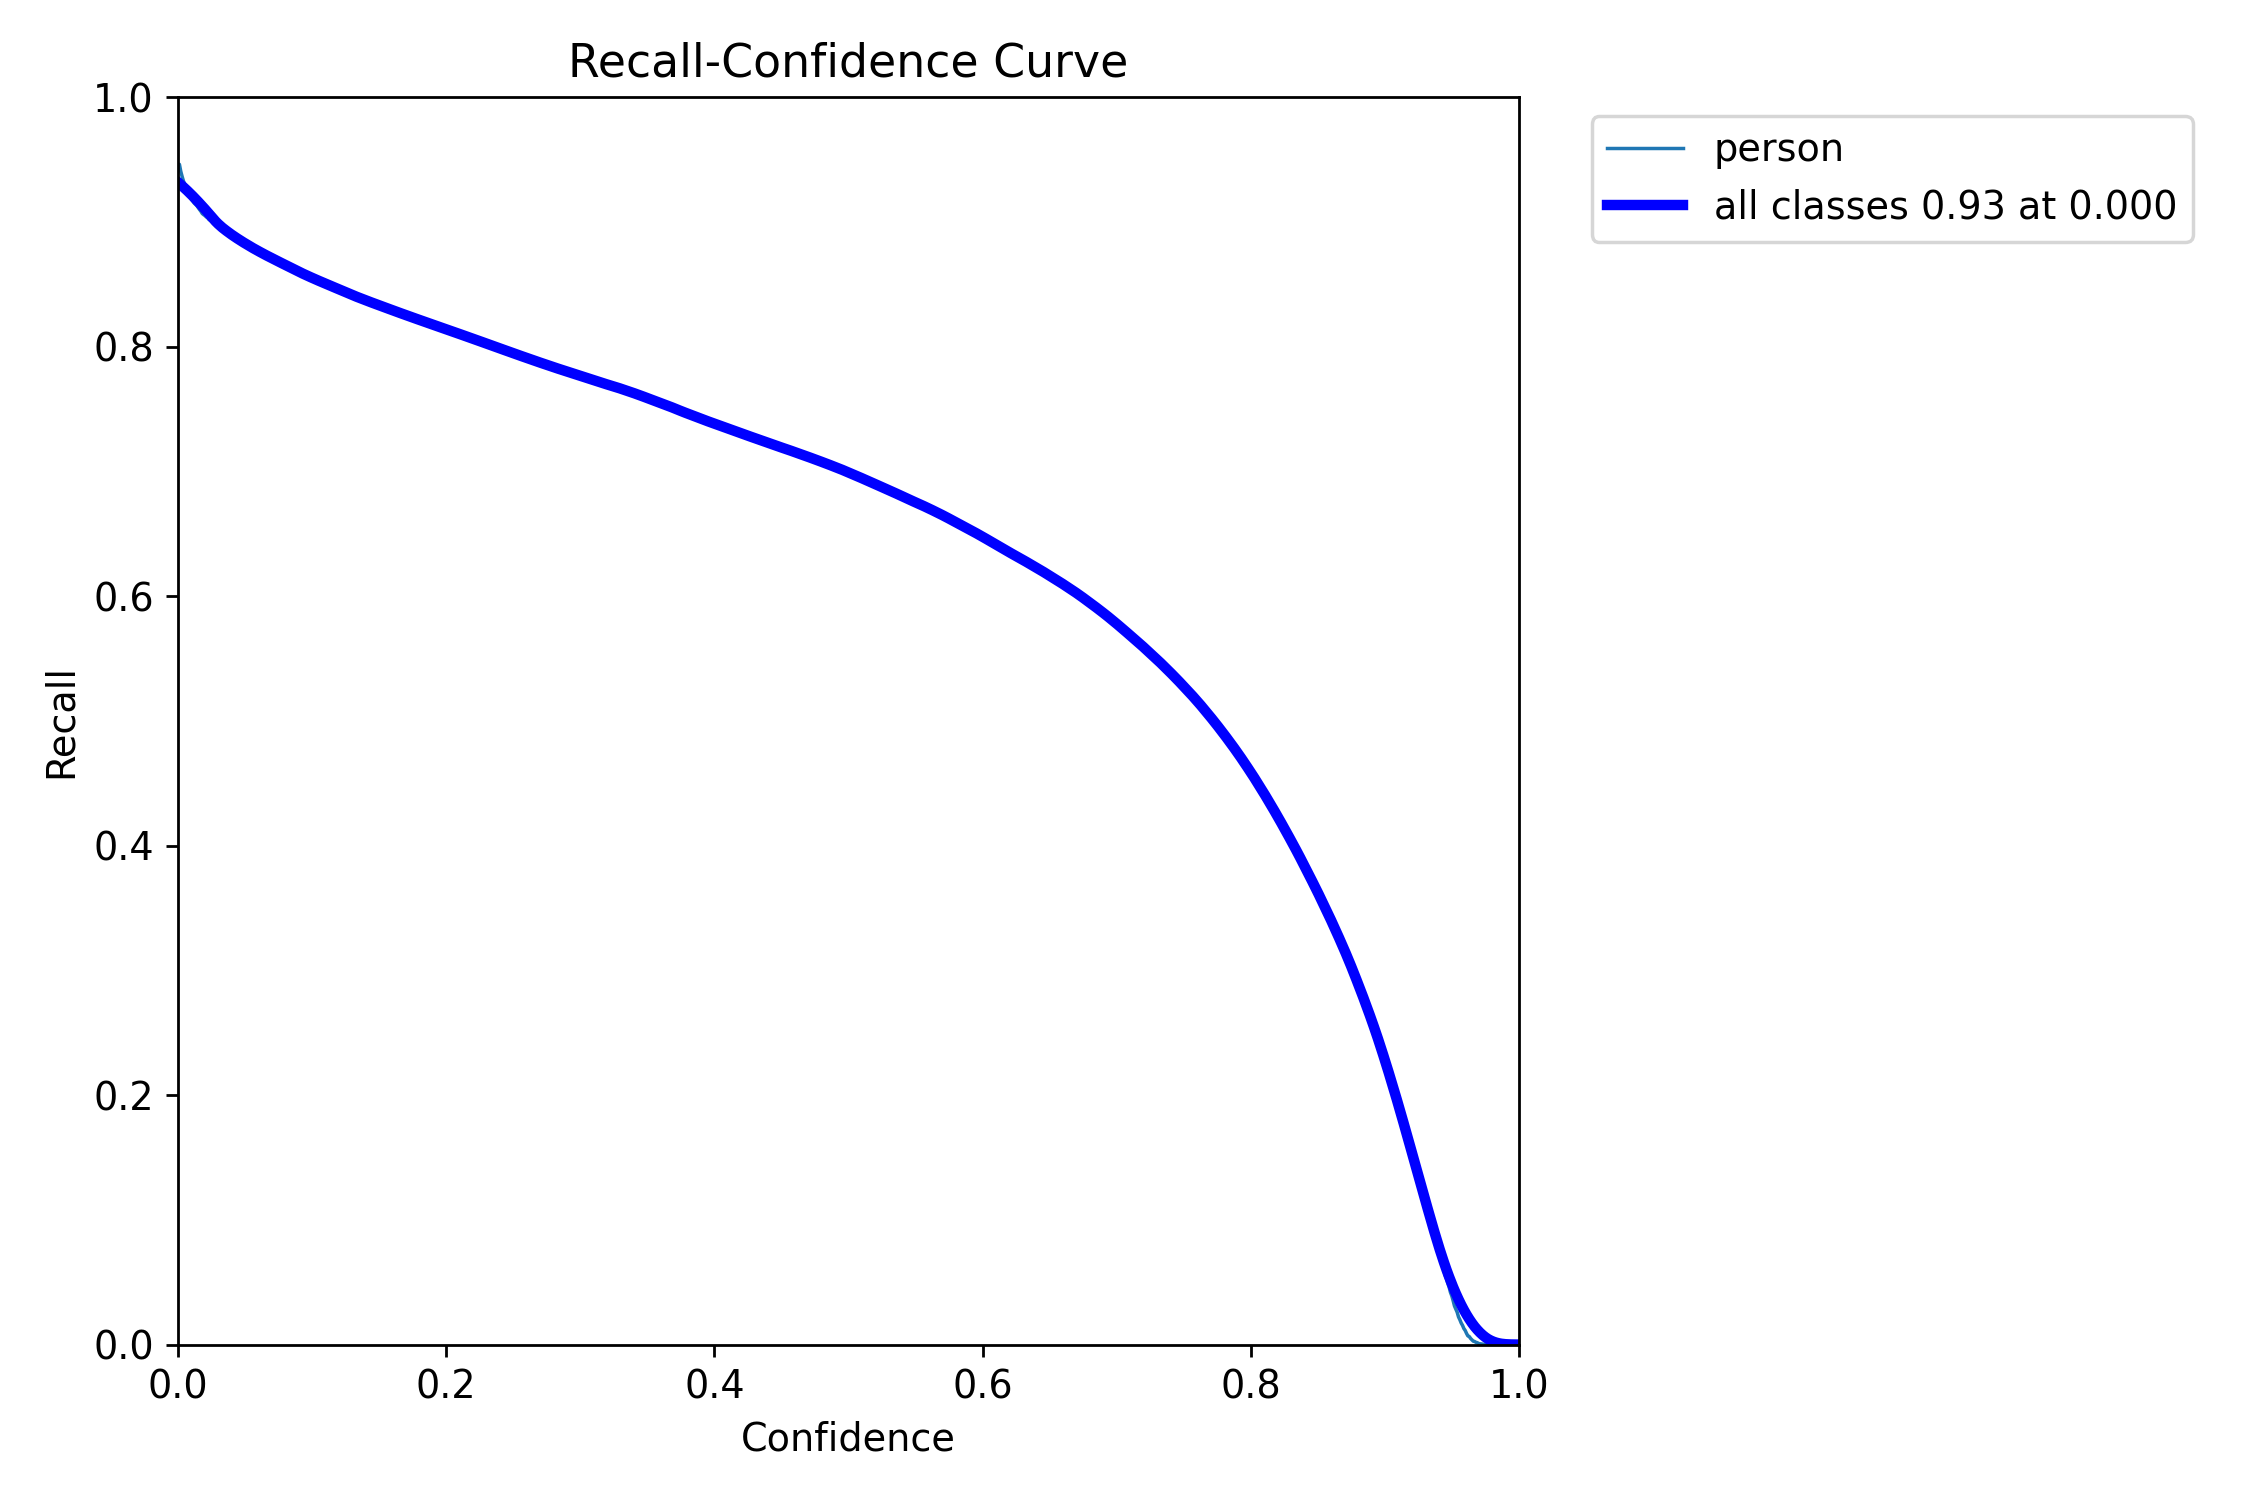 Recall-Confidence Curve
person
all classes 0.93 at 0.000
1.0
0.8
0.6
0.4
0.2
0.0
Recall
0.0 0.2 0.4 0.6 0.8 1.0
Confidence